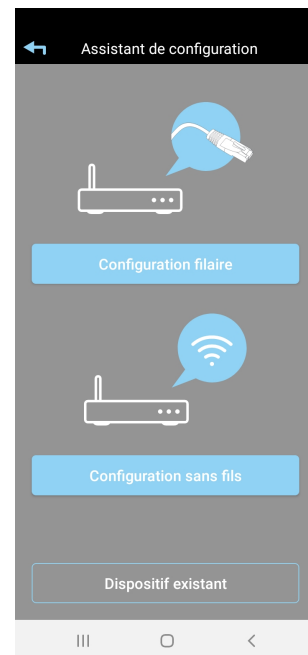 Assistant de configuration
Configuration filaire
Configuration sans fils
Dispositif existant